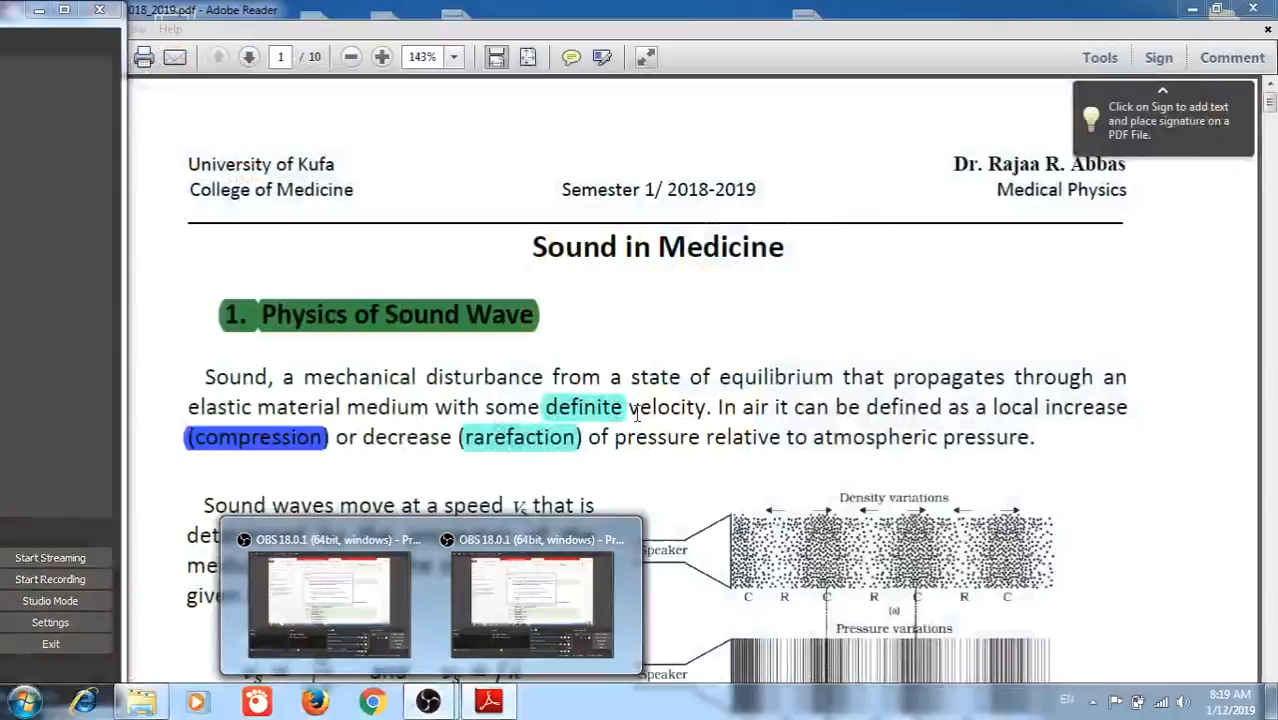 018_2019.pdf - Adobe Reader
Help
1 / 10
143%
Tools
Sign
Comment
Click on Sign to add text
and place signature on a
PDF File.
University of Kufa
Dr. Rajaa R. Abbas
College of Medicine
Semester 1/ 2018-2019
Medical Physics
Sound in Medicine
1. Physics of Sound Wave
Sound, a mechanical disturbance from a state of equilibrium that propagates through an
elastic material medium with some definite velocity. In air it can be defined as a local increase
(compression) or decrease (rarefaction) of pressure relative to atmospheric pressure.
Sound waves move at a speed vs that is
Density variations
Speaker
C R C R C R C
(a)
Pressure variations
Speaker
OBS 18.0.1 (64bit, windows) - Pr...
OBS 18.0.1 (64bit, windows) - Pr...
and
Start Streaming
Start Recording
Studio Mode
Settings
Exit
EN
8:19 AM
1/12/2019